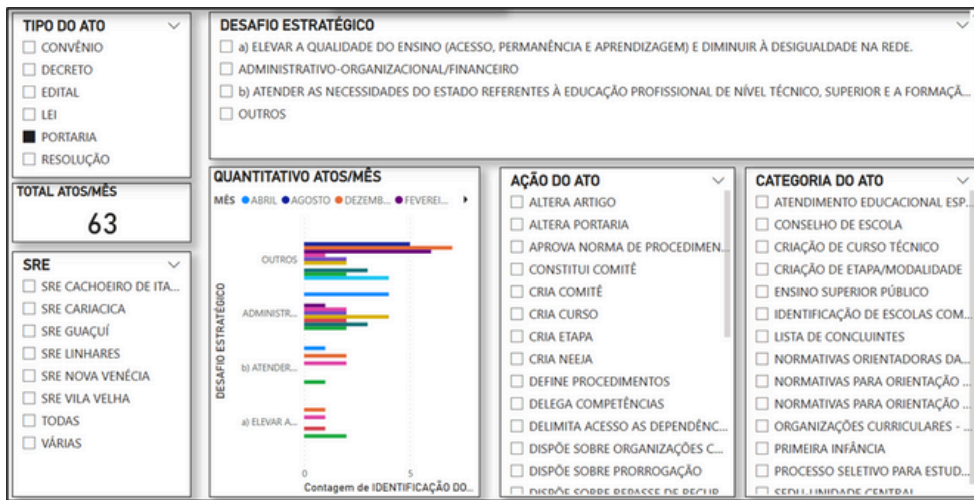 TIPO DO ATO
CONVÊNIO
DECRETO
EDITAL
LEI
PORTARIA
RESOLUÇÃO
DESAFIO ESTRATÉGICO
a) ELEVAR A QUALIDADE DO ENSINO (ACESSO, PERMANÊNCIA E APRENDIZAGEM) E DIMINUIR À DESIGUALDADE NA REDE.
ADMINISTRATIVO-ORGANIZACIONAL/FINANCEIRO
b) ATENDER AS NECESSIDADES DO ESTADO REFERENTES À EDUCAÇÃO PROFISSIONAL DE NÍVEL TÉCNICO, SUPERIOR E A FORMAÇÃ...
OUTROS
TOTAL ATOS/MÊS
63
SRE
SRE CACHOEIRO DE ITA...
SRE CARIACICA
SRE GUAÇUÍ
SRE LINHARES
SRE NOVA VENÉCIA
SRE VILA VELHA
TODAS
VÁRIAS
QUANTITATIVO ATOS/MÊS
MÊS ABRIL AGOSTO DEZEMB... FEVEREI...
DESAFIO ESTRATÉGICO
OUTROS
ADMINISTR...
b) ATENDER...
a) ELEVAR A...
0 5
Contagem de IDENTIFICAÇÃO DO...
AÇÃO DO ATO
ALTERA ARTIGO
ALTERA PORTARIA
APROVA NORMA DE PROCEDIMEN...
CONSTITUI COMITÊ
CRIA COMITÊ
CRIA CURSO
CRIA ETAPA
CRIA NEEJA
DEFINE PROCEDIMENTOS
DELEGA COMPETÊNCIAS
DELIMITA ACESSO AS DEPENDÊNC...
DISPÕE SOBRE ORGANIZAÇÕES C...
DISPÕE SOBRE PRORROGAÇÃO
DISPÕE SOBRE REPASSE DE RECUR...
CATEGORIA DO ATO
ATENDIMENTO EDUCACIONAL ESP...
CONSELHO DE ESCOLA
CRIAÇÃO DE CURSO TÉCNICO
CRIAÇÃO DE ETAPA/MODALIDADE
ENSINO SUPERIOR PÚBLICO
IDENTIFICAÇÃO DE ESCOLAS COM...
LISTA DE CONCLUINTES
NORMATIVAS ORIENTADORAS DA...
NORMATIVAS PARA ORIENTAÇÃO ...
NORMATIVAS PARA ORIENTAÇÃO ...
ORGANIZAÇÕES CURRICULARES - ...
PRIMEIRA INFÂNCIA
PROCESSO SELETIVO PARA ESTUD...
SEDU-UNIDADE CENTRAL